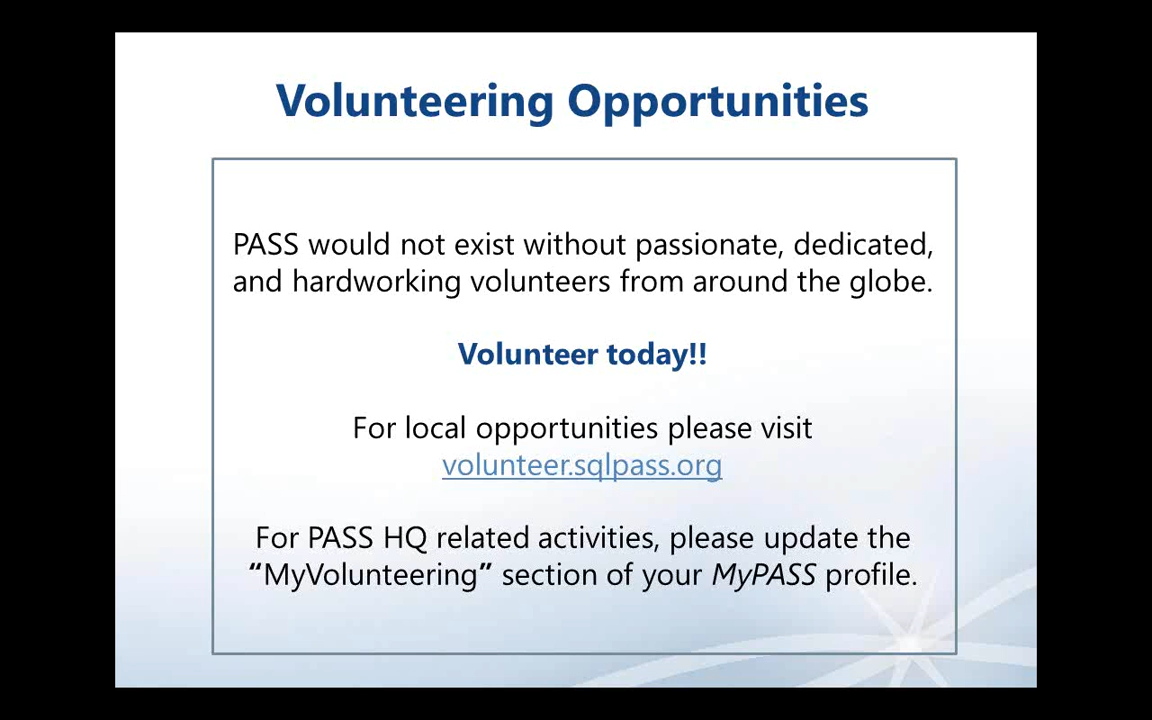 Volunteering Opportunities
PASS would not exist without passionate, dedicated,
and hardworking volunteers from around the globe.
Volunteer today!!
For local opportunities please visit
volunteer.sqlpass.org
For PASS HQ related activities, please update the
“MyVolunteering” section of your MyPASS profile.